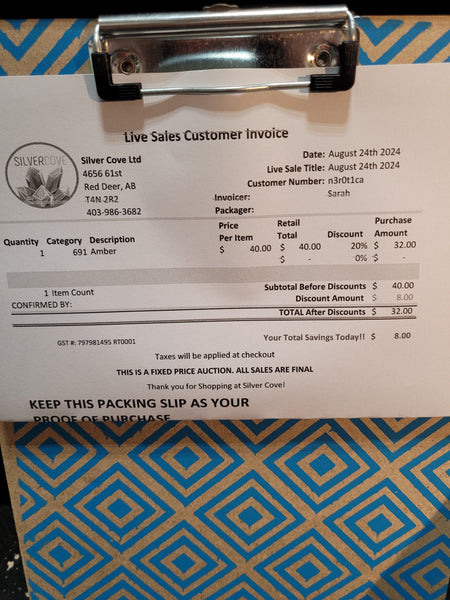 Live Sales Customer Invoice
SILVERCOVE
Silver Cove Ltd
4656 61st
Red Deer, AB
T4N 2R2
403-986-3682
Date: August 24th 2024
Live Sale Title: August 24th 2024
Customer Number: n3r0t1ca
Invoicer: Sarah
Packager:
Quantity Category Description Price Per Item Retail Total Discount Purchase Amount
1 691 Amber $ 40.00 $ 40.00 20% $ 32.00
$ - 0% $ -
1 Item Count
CONFIRMED BY:
Subtotal Before Discounts $ 40.00
Discount Amount $ 8.00
TOTAL After Discounts $ 32.00
GST #: 797981495 RT0001
Your Total Savings Today!! $ 8.00
Taxes will be applied at checkout
THIS IS A FIXED PRICE AUCTION. ALL SALES ARE FINAL
Thank you for Shopping at Silver Cove!
KEEP THIS PACKING SLIP AS YOUR
PROOF OF PURCHASE